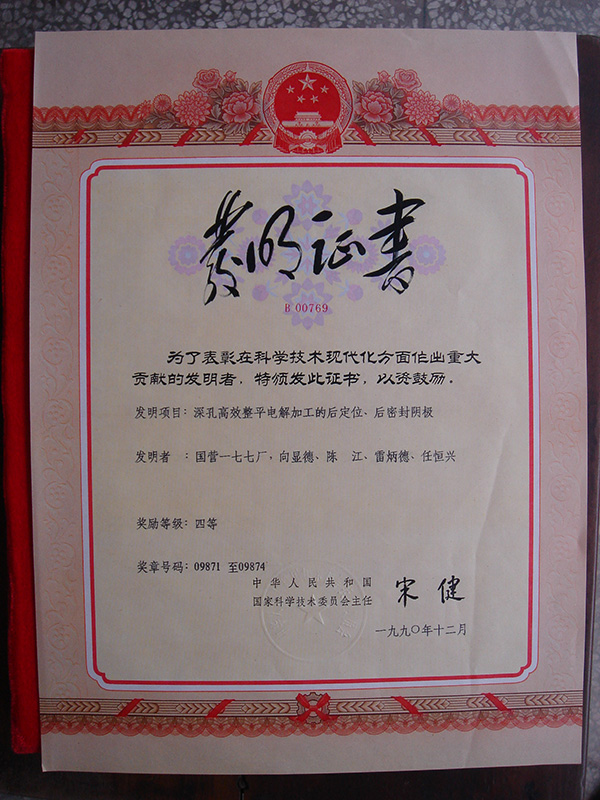 发明证书
B 00769
为了表彰在科学技术现代化方面作出重大
贡献的发明者，特颁发此证书，以资鼓励。
发明项目：深孔高效整平电解加工的后定位、后密封阴极
发明者　：国营一七七厂，向显德、陈　江、雷炳德、任恒兴
奖励等级：四等
奖章号码：09871 至09874
中华人民共和国
国家科学技术委员会主任 宋健
一九九〇年十二月